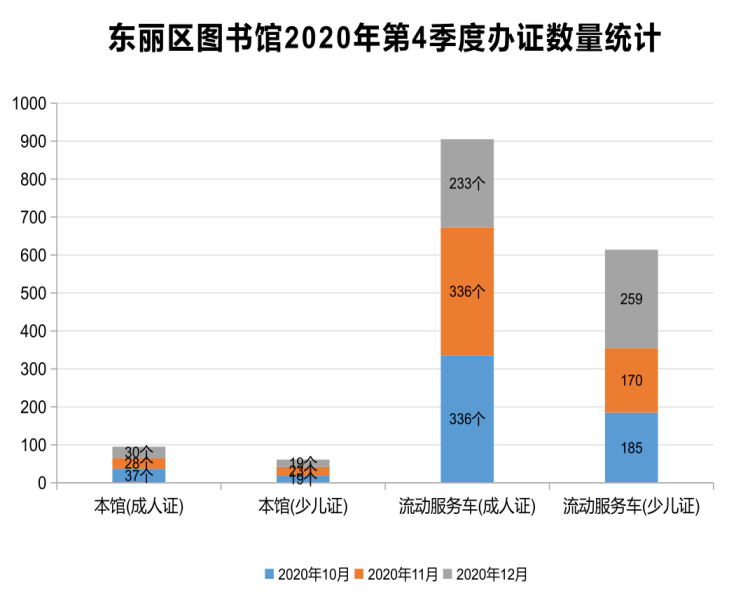 东丽区图书馆2020年第4季度办证数量统计
1000
900
800
700
600
500
400
300
200
100
0
30个
28个
37个
19个
23个
19个
233个
336个
336个
259
170
185
本馆(成人证)
本馆(少儿证)
流动服务车(成人证)
流动服务车(少儿证)
2020年10月 2020年11月 2020年12月